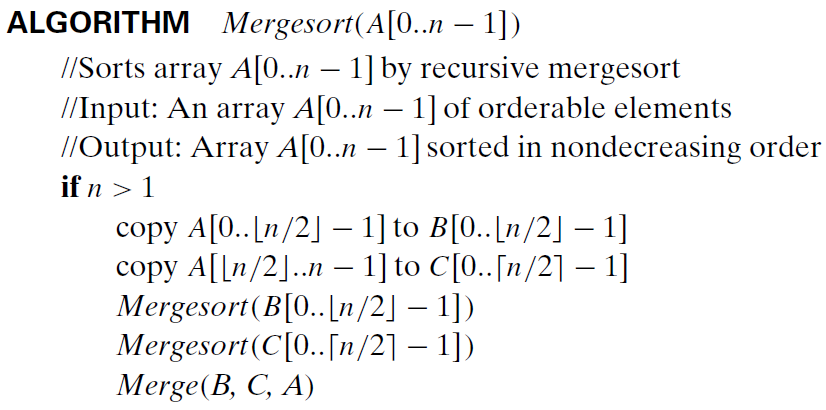 ALGORITHM Mergesort(A[0..n − 1])
//Sorts array A[0..n − 1] by recursive mergesort
//Input: An array A[0..n − 1] of orderable elements
//Output: Array A[0..n − 1] sorted in nondecreasing order
if n > 1
copy A[0..⌊n/2⌋ − 1] to B[0..⌊n/2⌋ − 1]
copy A[⌊n/2⌋..n − 1] to C[0..⌈n/2⌉ − 1]
Mergesort(B[0..⌊n/2⌋ − 1])
Mergesort(C[0..⌈n/2⌉ − 1])
Merge(B, C, A)